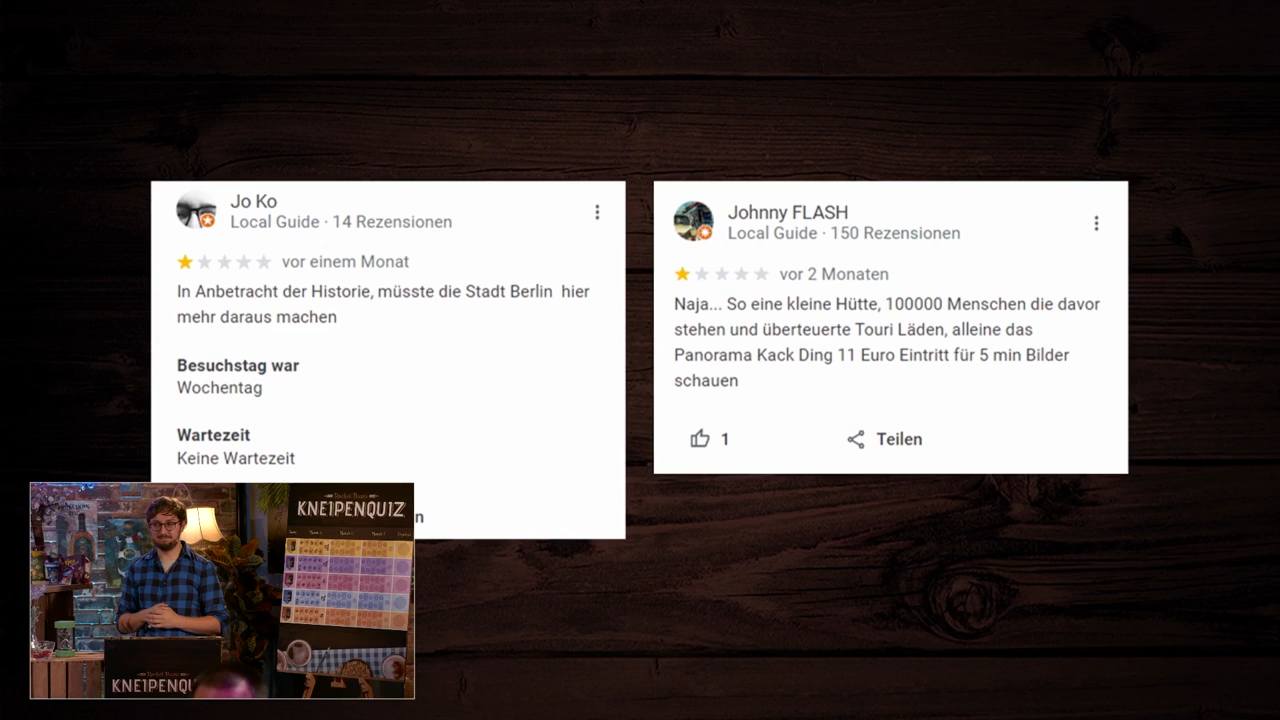 Jo Ko
Local Guide · 14 Rezensionen
vor einem Monat
In Anbetracht der Historie, müsste die Stadt Berlin hier
mehr daraus machen
Besuchstag war
Wochentag
Wartezeit
Keine Wartezeit
n
Johnny FLASH
Local Guide · 150 Rezensionen
vor 2 Monaten
Naja... So eine kleine Hütte, 100000 Menschen die davor
stehen und überteuerte Touri Läden, alleine das
Panorama Kack Ding 11 Euro Eintritt für 5 min Bilder
schauen
1
Teilen
KNEIPENQUIZ
KNEIPENQU